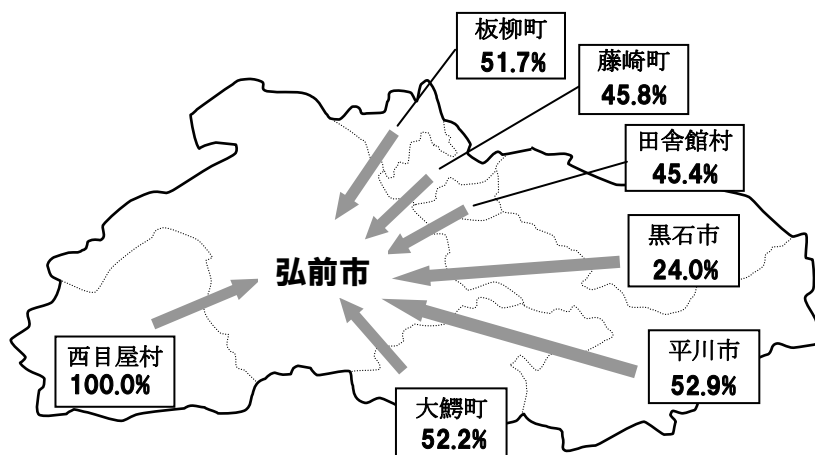 板柳町
51.7%
藤崎町
45.8%
田舎館村
45.4%
黒石市
24.0%
弘前市
西目屋村
100.0%
平川市
52.9%
大鰐町
52.2%